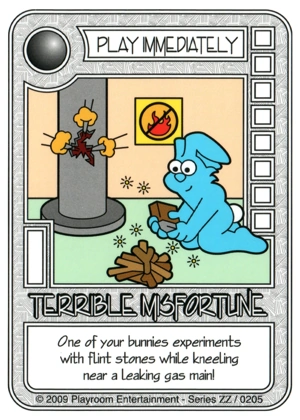 PLAY IMMEDIATELY
TERRIBLE MISFORTUNE
One of your bunnies experiments
with flint stones while kneeling
near a leaking gas main!
© 2009 Playroom Entertainment - Series ZZ / 0205